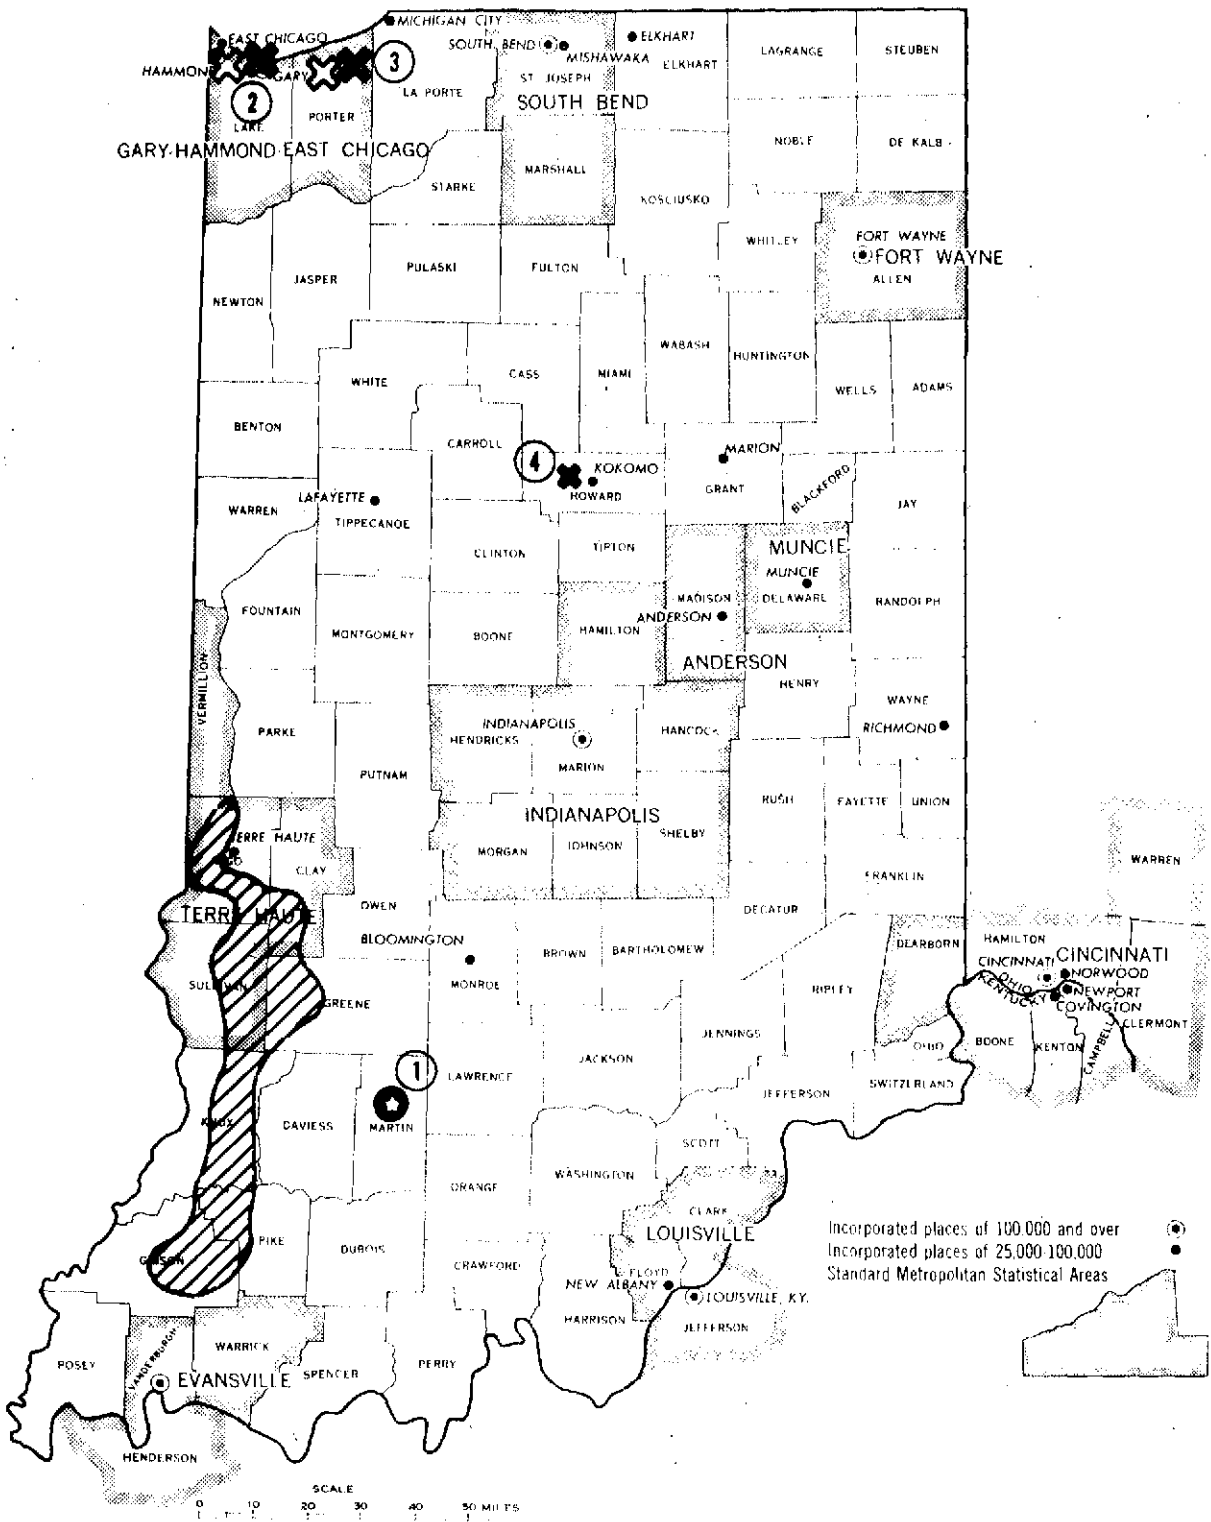 MICHIGAN CITY
EAST CHICAGO
SOUTH BEND
MISHAWAKA
ELKHART
ELKHART
LAGRANGE
STEUBEN
HAMMON
GARY
3
2
LA PORTE
ST JOSEPH
SOUTH BEND
LAKE
PORTER
GARY-HAMMOND-EAST CHICAGO
NOBLE
DE KALB
STARKE
MARSHALL
KOSCIUSKO
WHITLEY
FORT WAYNE
FORT WAYNE
ALLEN
NEWTON
JASPER
PULASKI
FULTON
WHITE
CASS
MIAMI
WABASH
HUNTINGTON
WELLS
ADAMS
BENTON
CARROLL
4
KOKOMO
HOWARD
MARION
GRANT
BLACKFORD
JAY
WARREN
LAFAYETTE
TIPPECANOE
CLINTON
TIPTON
MUNCIE
MUNCIE
DELAWARE
RANDOLPH
FOUNTAIN
MONTGOMERY
BOONE
HAMILTON
MADISON
ANDERSON
ANDERSON
HENRY
VERMILLION
PARKE
PUTNAM
INDIANAPOLIS
HENDRICKS
MARION
HANCOCK
WAYNE
RICHMOND
INDIANAPOLIS
RUSH
FAYETTE
UNION
TERRE HAUTE
CLAY
MORGAN
JOHNSON
SHELBY
FRANKLIN
WARREN
TERRE HAUTE
OWEN
BLOOMINGTON
MONROE
BROWN
BARTHOLOMEW
DECATUR
DEARBORN
HAMILTON
CINCINNATI
CINCINNATI
NORWOOD
OHIO
KENTUCKY
NEWPORT
COVINGTON
SULLIVAN
GREENE
RIPLEY
JENNINGS
OHIO
BOONE
KENTON
CAMPBELL
CLERMONT
1
LAWRENCE
JACKSON
JEFFERSON
SWITZERLAND
KNOX
DAVIESS
MARTIN
SCOTT
WASHINGTON
ORANGE
CLARK
LOUISVILLE
GIBSON
PIKE
DUBOIS
CRAWFORD
FLOYD
NEW ALBANY
LOUISVILLE, KY.
HARRISON
JEFFERSON
Incorporated places of 100,000 and over
Incorporated places of 25,000-100,000
Standard Metropolitan Statistical Areas
POSEY
VANDERBURGH
WARRICK
EVANSVILLE
SPENCER
PERRY
HENDERSON
SCALE
0 10 20 30 40 50 MILES